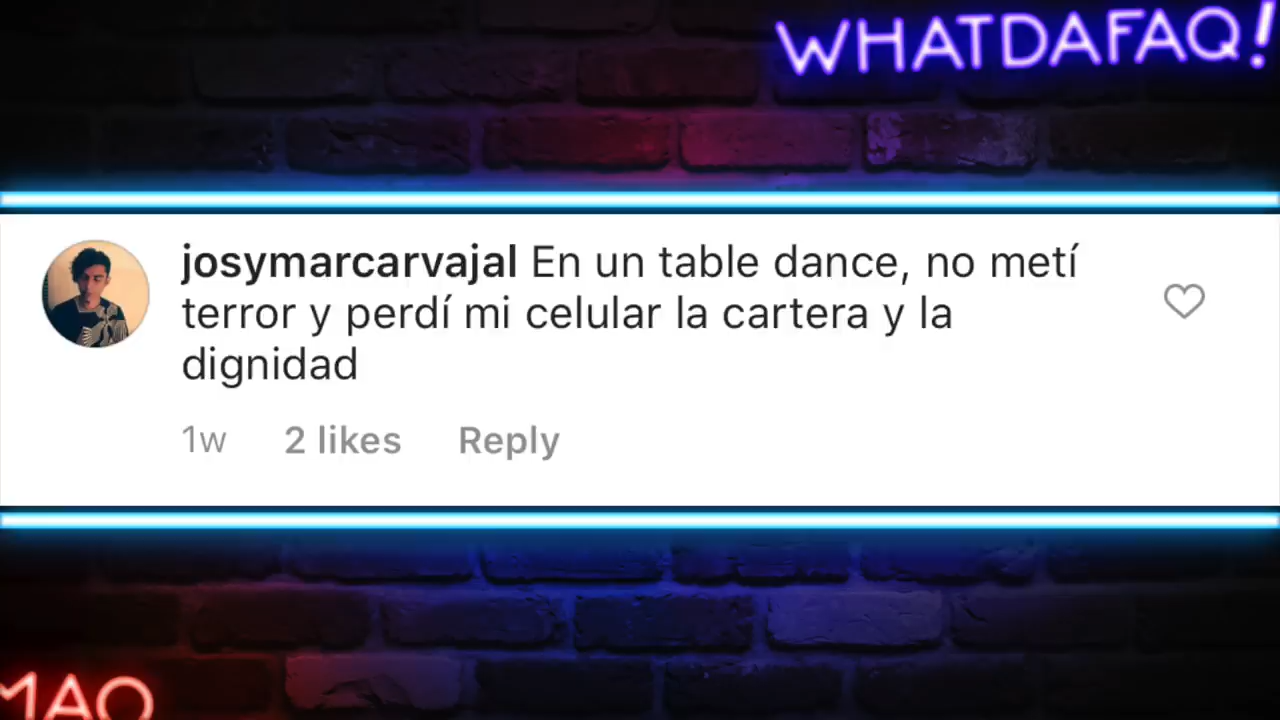 WHATDAFAQ!
josymarcarvajal En un table dance, no metí
terror y perdí mi celular la cartera y la
dignidad
1w 2 likes Reply
MAO